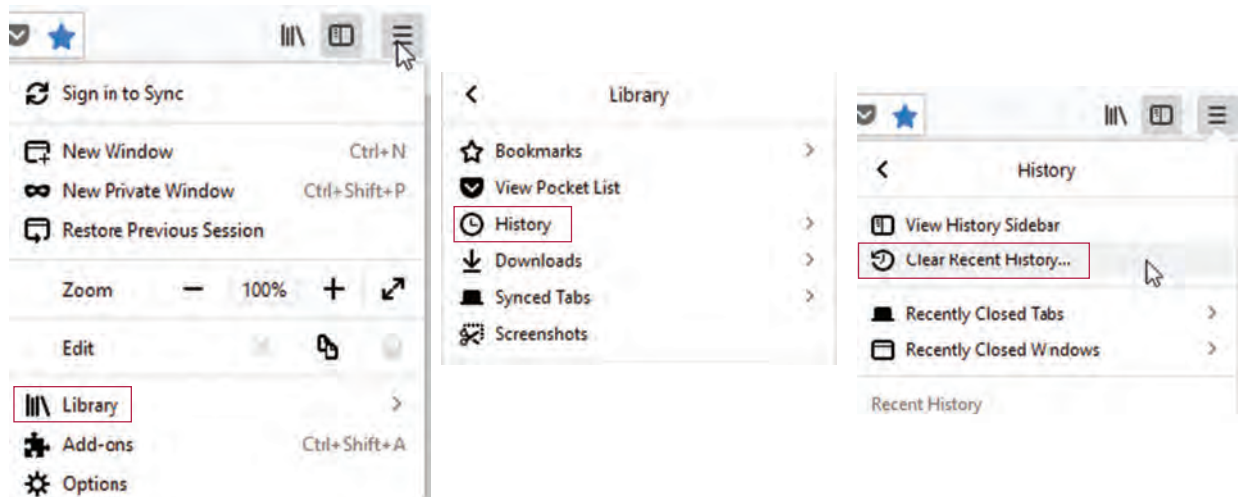 Sign in to Sync
New Window Ctrl+N
New Private Window Ctrl+Shift+P
Restore Previous Session
Zoom 100%
Edit
Library
Add-ons Ctrl+Shift+A
Options
Library
Bookmarks
View Pocket List
History
Downloads
Synced Tabs
Screenshots
History
View History Sidebar
Clear Recent History...
Recently Closed Tabs
Recently Closed Windows
Recent History